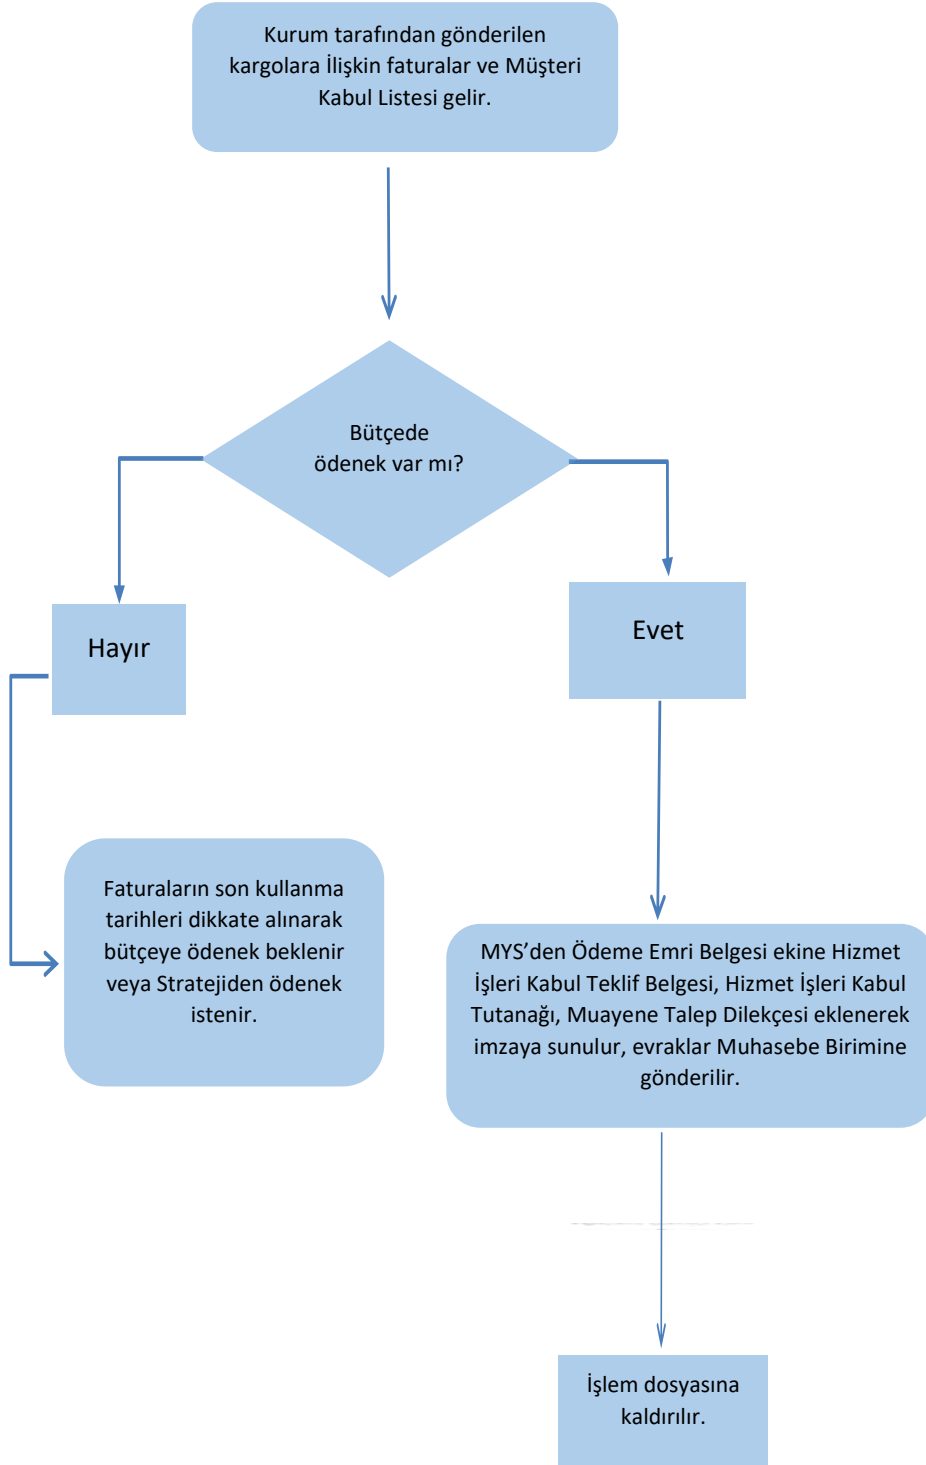 Kurum tarafından gönderilen
kargolara İlişkin faturalar ve Müşteri
Kabul Listesi gelir.
Bütçede
ödenek var mı?
Hayır
Evet
Faturaların son kullanma
tarihleri dikkate alınarak
bütçeye ödenek beklenir
veya Stratejiden ödenek
istenir.
MYS’den Ödeme Emri Belgesi ekine Hizmet
İşleri Kabul Teklif Belgesi, Hizmet İşleri Kabul
Tutanağı, Muayene Talep Dilekçesi eklenerek
imzaya sunulur, evraklar Muhasebe Birimine
gönderilir.
İşlem dosyasına
kaldırılır.